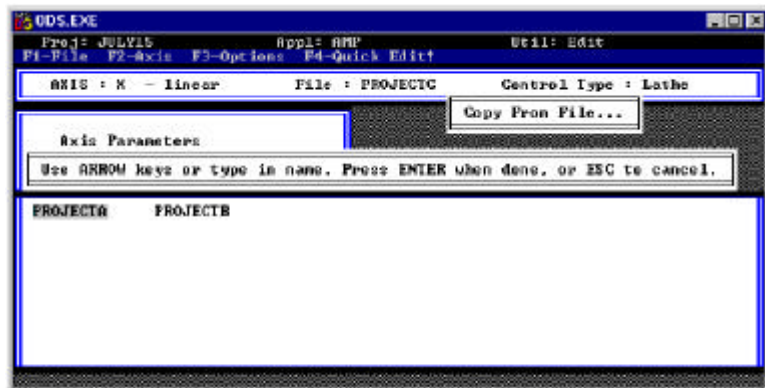 ODS.EXE
Proj: JULY15 Appl: AMP Util: Edit
F1-File F2-Axis F3-Options F4-Quick Edit!
AXIS : X - linear File : PROJECTC Control Type : Lathe
Copy From File...
Axis Parameters
Use ARROW keys or type in name. Press ENTER when done, or ESC to cancel.
PROJECTA PROJECTB